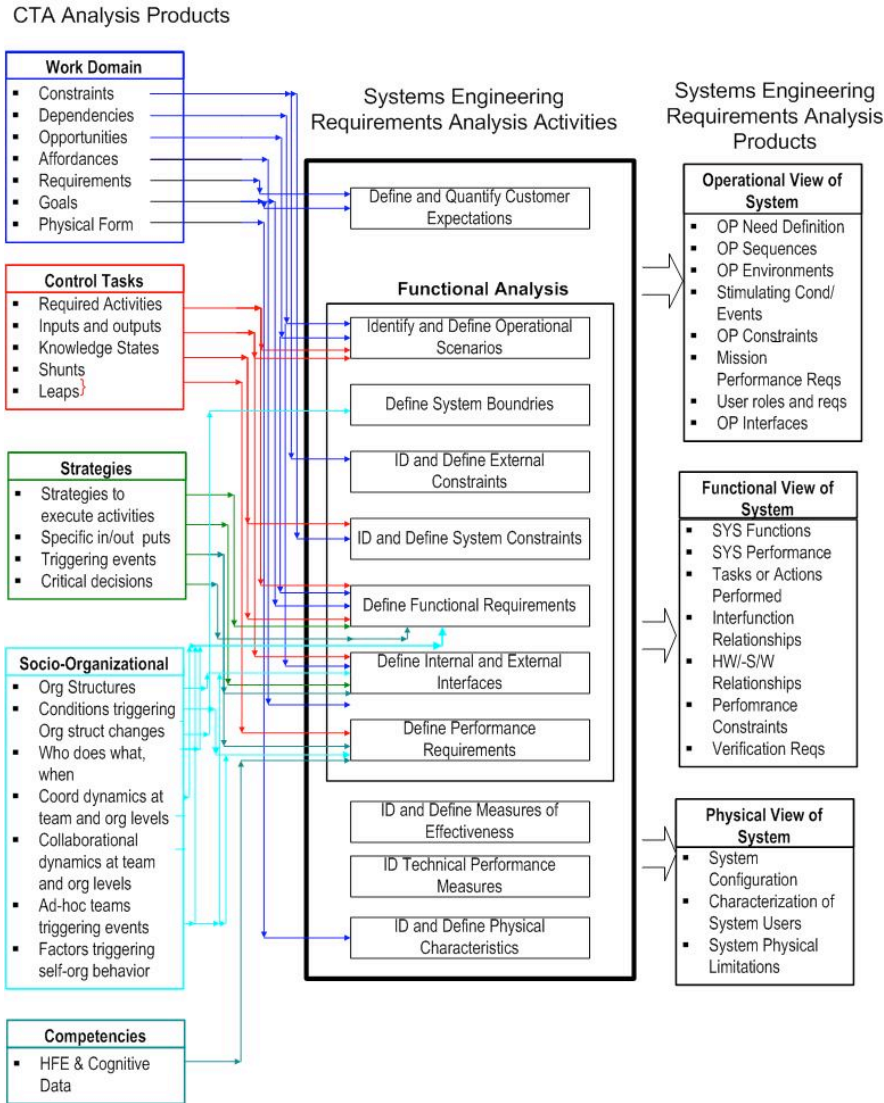 CTA Analysis Products
Work Domain
Constraints
Dependencies
Opportunities
Affordances
Requirements
Goals
Physical Form
Control Tasks
Required Activities
Inputs and outputs
Knowledge States
Shunts
Leaps}
Strategies
Strategies to
execute activities
Specific in/out puts
Triggering events
Critical decisions
Socio-Organizational
Org Structures
Conditions triggering
Org struct changes
Who does what,
when
Coord dynamics at
team and org levels
Collaborational
dynamics at team
and org levels
Ad-hoc teams
triggering events
Factors triggering
self-org behavior
Competencies
HFE & Cognitive
Data
Systems Engineering
Requirements Analysis Activities
Define and Quantify Customer
Expectations
Functional Analysis
Identify and Define Operational
Scenarios
Define System Boundries
ID and Define External
Constraints
ID and Define System Constraints
Define Functional Requirements
Define Internal and External
Interfaces
Define Performance
Requirements
ID and Define Measures of
Effectiveness
ID Technical Performance
Measures
ID and Define Physical
Characteristics
Systems Engineering
Requirements Analysis
Products
Operational View of
System
OP Need Definition
OP Sequences
OP Environments
Stimulating Cond/
Events
OP Constraints
Mission
Performance Reqs
User roles and reqs
OP Interfaces
Functional View of
System
SYS Functions
SYS Performance
Tasks or Actions
Performed
Interfunction
Relationships
HW/-S/W
Relationships
Perfomrance
Constraints
Verification Reqs
Physical View of
System
System
Configuration
Characterization of
System Users
System Physical
Limitations